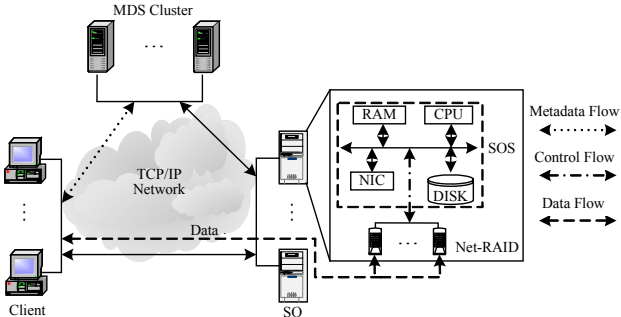 MDS Cluster
...
RAM
CPU
SOS
NIC
DISK
Metadata Flow
Control Flow
Data Flow
TCP/IP
Network
Data
...
Net-RAID
Client
SO